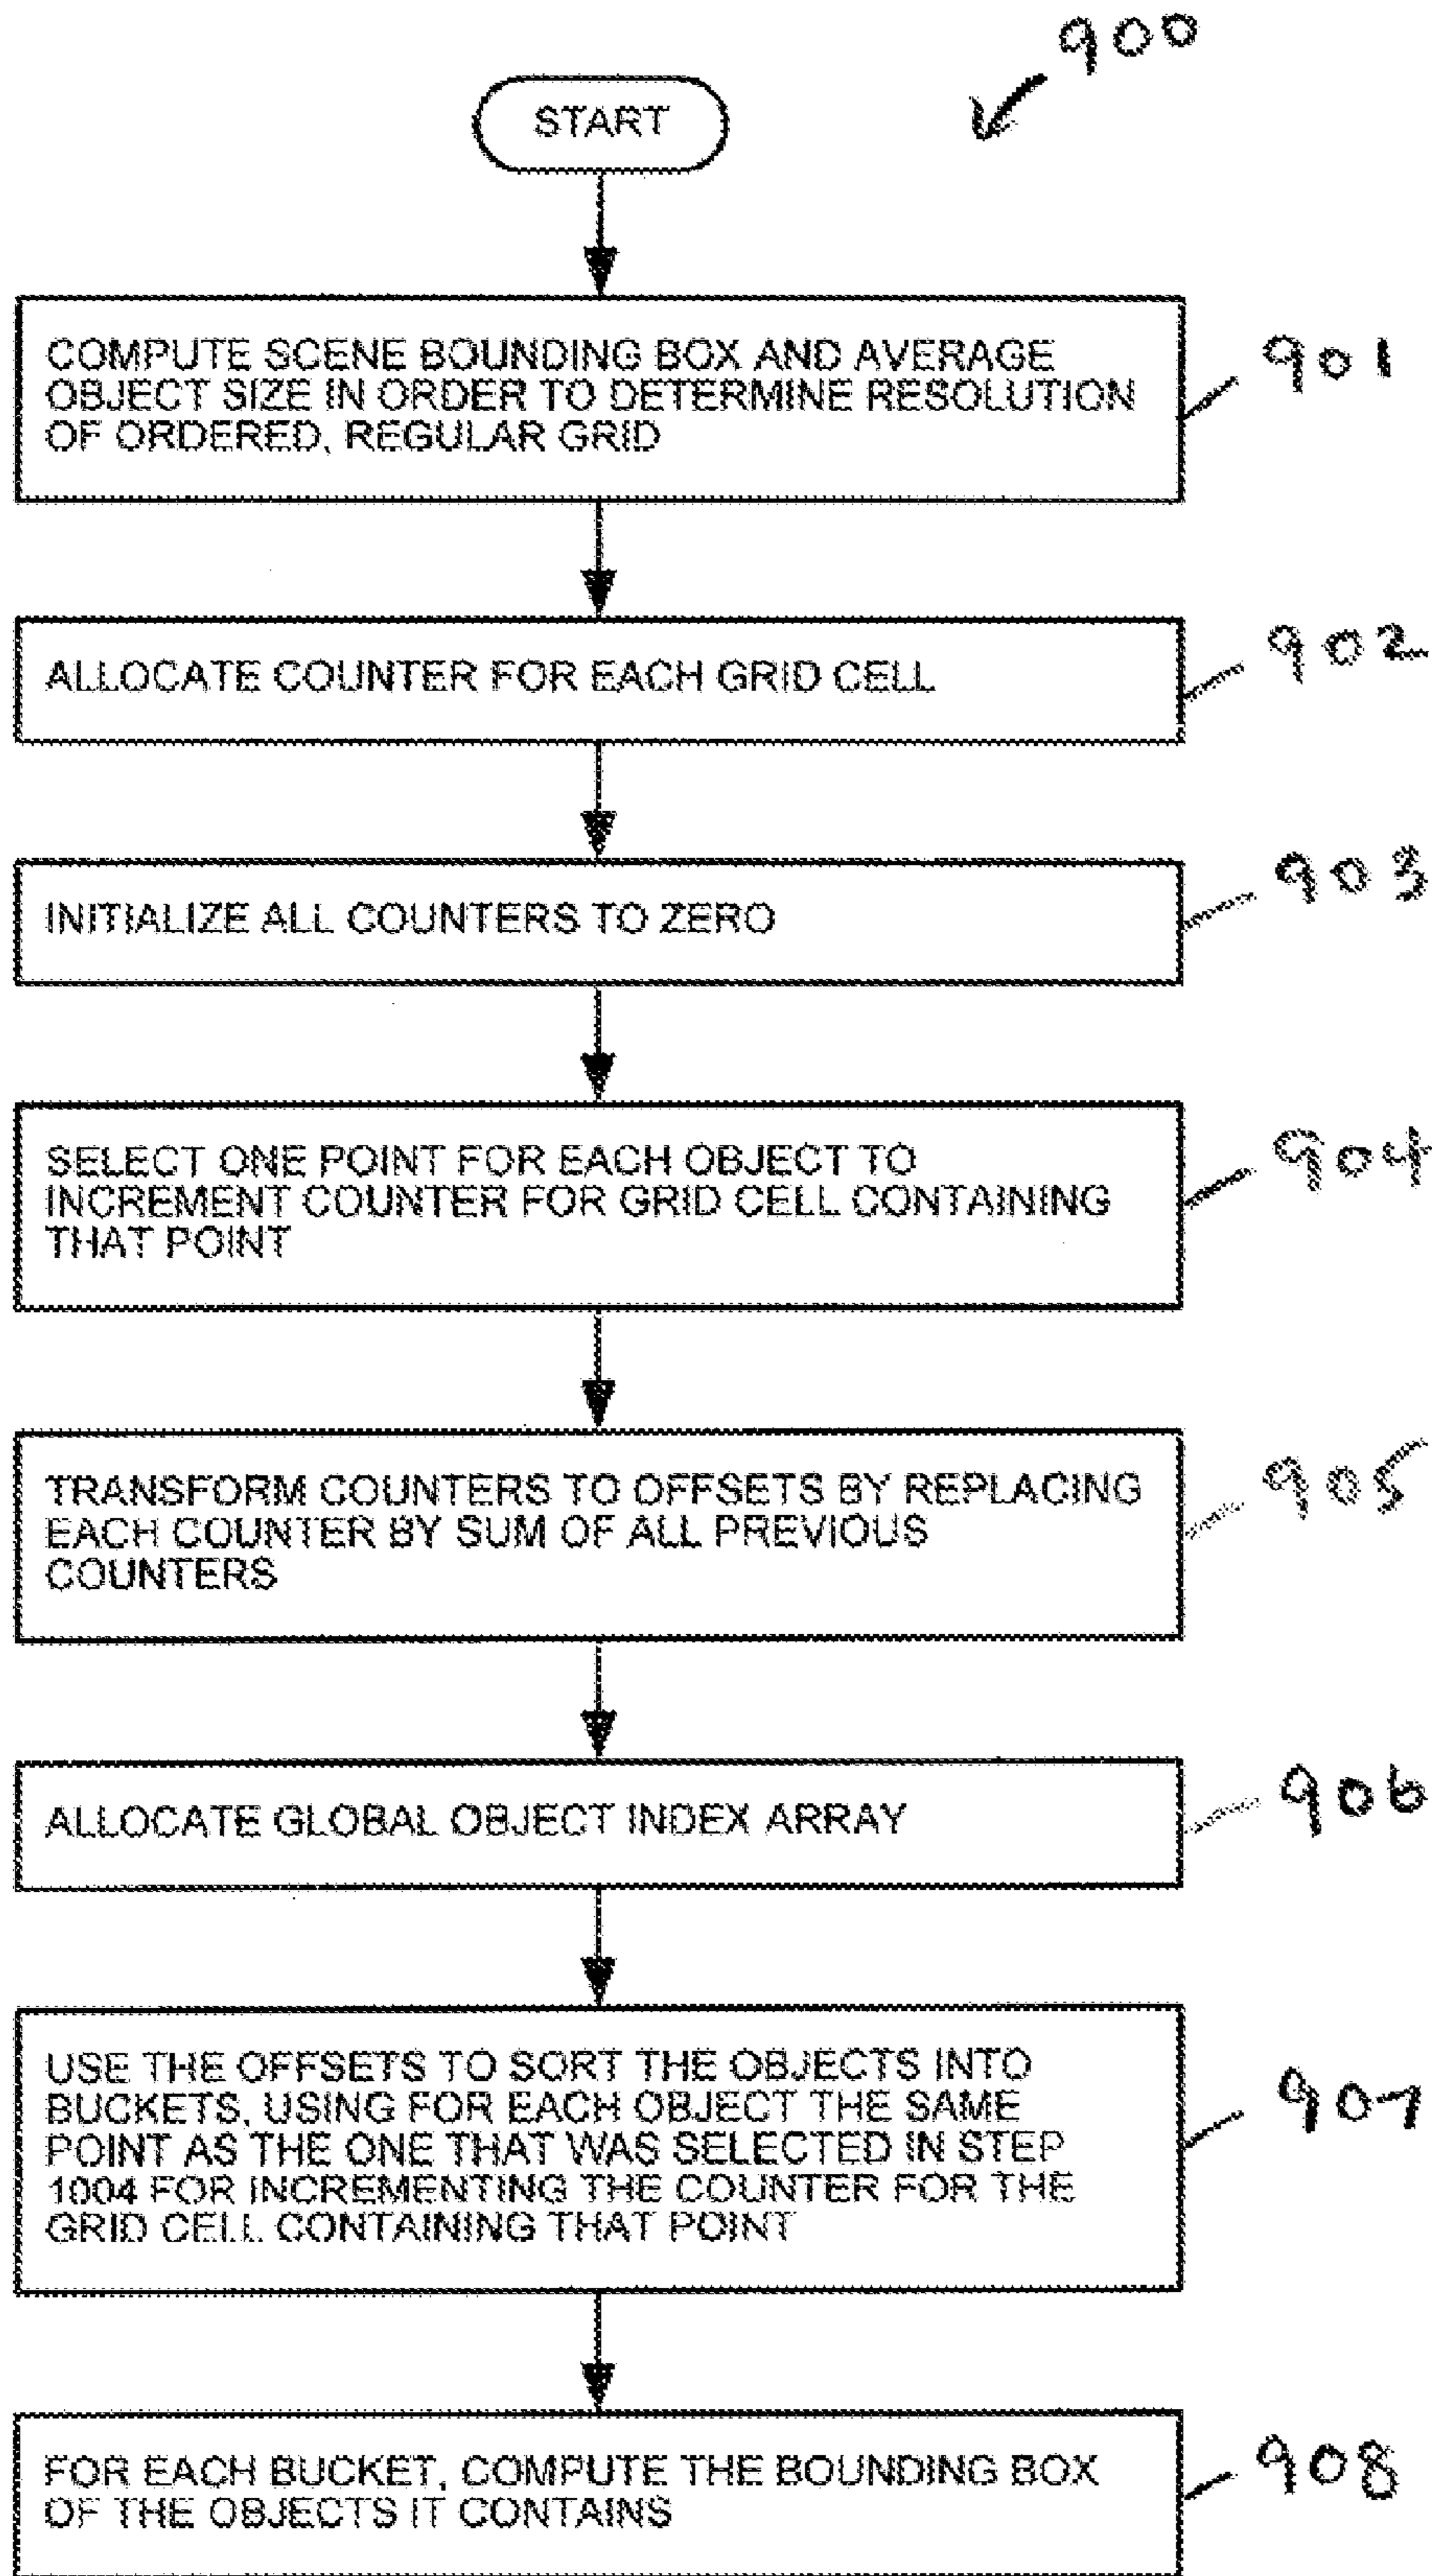 900
START
COMPUTE SCENE BOUNDING BOX AND AVERAGE
OBJECT SIZE IN ORDER TO DETERMINE RESOLUTION
OF ORDERED, REGULAR GRID
901
ALLOCATE COUNTER FOR EACH GRID CELL
902
INITIALIZE ALL COUNTERS TO ZERO
903
SELECT ONE POINT FOR EACH OBJECT TO
INCREMENT COUNTER FOR GRID CELL CONTAINING
THAT POINT
904
TRANSFORM COUNTERS TO OFFSETS BY REPLACING
EACH COUNTER BY SUM OF ALL PREVIOUS
COUNTERS
905
ALLOCATE GLOBAL OBJECT INDEX ARRAY
906
USE THE OFFSETS TO SORT THE OBJECTS INTO
BUCKETS, USING FOR EACH OBJECT THE SAME
POINT AS THE ONE THAT WAS SELECTED IN STEP
1004 FOR INCREMENTING THE COUNTER FOR THE
GRID CELL CONTAINING THAT POINT
907
FOR EACH BUCKET, COMPUTE THE BOUNDING BOX
OF THE OBJECTS IT CONTAINS
908